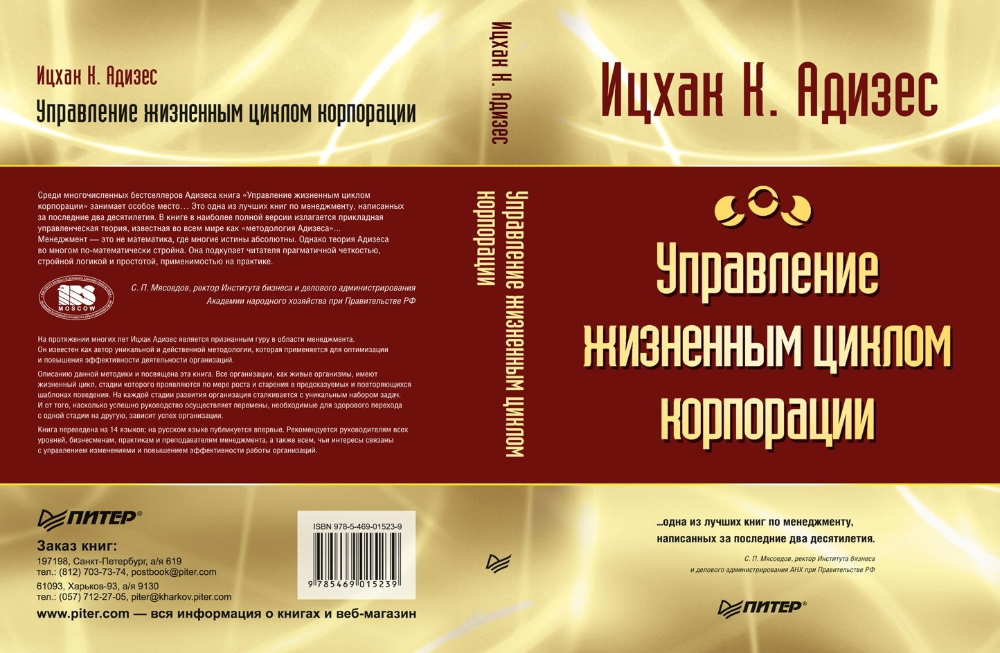 Ицхак К. Адизес
Управление жизненным циклом корпорации
Среди многочисленных бестселлеров Адизеса книга «Управление жизненным циклом
корпорации» занимает особое место… Это одна из лучших книг по менеджменту, написанных
за последние два десятилетия. В книге в наиболее полной версии излагается прикладная
управленческая теория, известная во всем мире как «методология Адизеса»...
Менеджмент — это не математика, где многие истины абсолютны. Однако теория Адизеса
во многом по-математически стройна. Она подкупает читателя прагматичной четкостью,
стройной логикой и простотой, применимостью на практике.
IBS
MOSCOW
С. П. Мясоедов, ректор Института бизнеса и делового администрирования
Академии народного хозяйства при Правительстве РФ
На протяжении многих лет Ицхак Адизес является признанным гуру в области менеджмента.
Он известен как автор уникальной и действенной методологии, которая применяется для оптимизации
и повышения эффективности деятельности организаций.
Описанию данной методики и посвящена эта книга. Все организации, как живые организмы, имеют
жизненный цикл, стадии которого проявляются по мере роста и старения в предсказуемых и повторяющихся
шаблонах поведения. На каждой стадии развития организация сталкивается с уникальным набором задач.
И от того, насколько успешно руководство осуществляет перемены, необходимые для здорового перехода
с одной стадии на другую, зависит успех организации.
Книга переведена на 14 языков; на русском языке публикуется впервые. Рекомендуется руководителям всех
уровней, бизнесменам, практикам и преподавателям менеджмента, а также всем, чьи интересы связаны
с управлением изменениями и повышением эффективности работы организаций.
ПИТЕР®
Заказ книг:
197198, Санкт-Петербург, а/я 619
тел.: (812) 703-73-74, postbook@piter.com
61093, Харьков-93, а/я 9130
тел.: (057) 712-27-05, piter@kharkov.piter.com
www.piter.com — вся информация о книгах и веб-магазин
ISBN 978-5-469-01523-9
9 785469 015239
Ицхак К. Адизес
Управление жизненным циклом
корпорации
Ицхак К. Адизес
Управление
жизненным циклом
корпорации
...одна из лучших книг по менеджменту,
написанных за последние два десятилетия.
С. П. Мясоедов, ректор Института бизнеса
и делового администрирования АНХ при Правительстве РФ
ПИТЕР®